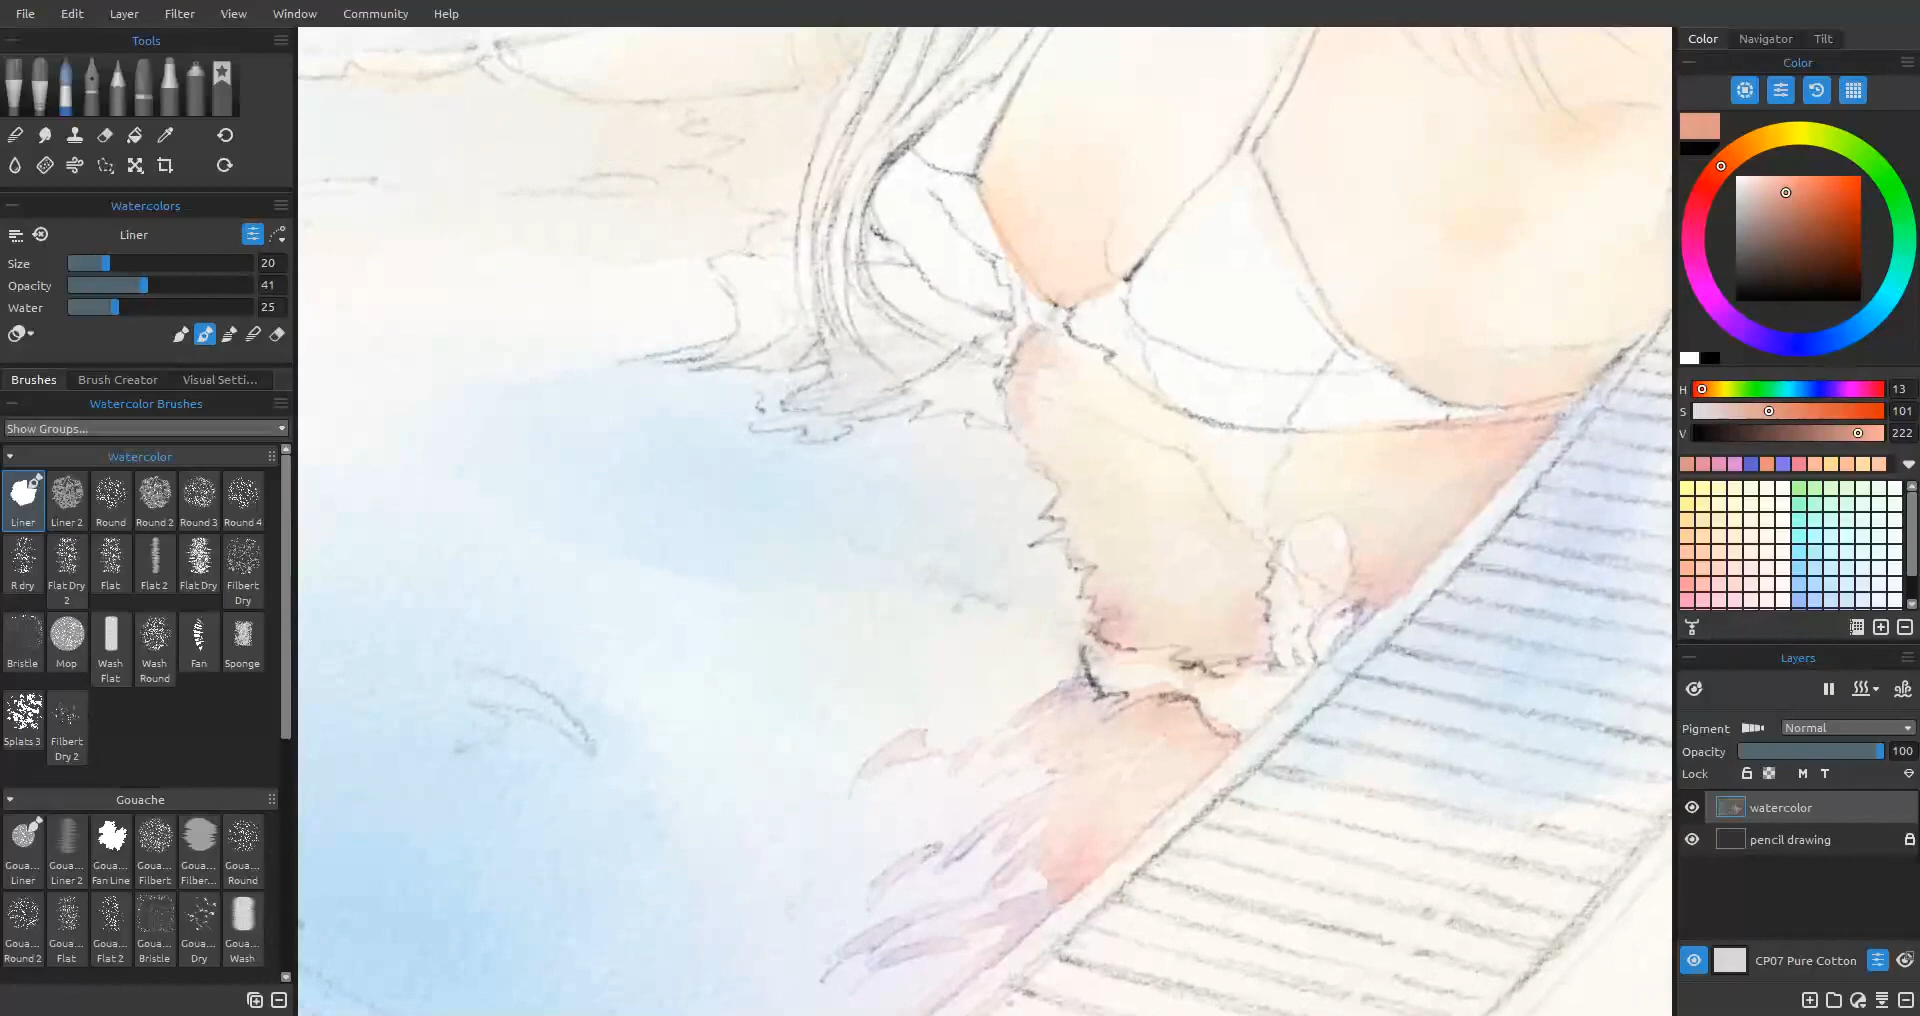 File Edit Layer Filter View Window Community Help
Tools
Watercolors
Liner
Size 20
Opacity 41
Water 25
Brushes Brush Creator Visual Setti...
Watercolor Brushes
Show Groups...
Watercolor
Liner Liner 2 Round Round 2 Round 3 Round 4
R dry Flat Dry 2 Flat Flat 2 Flat Dry Filbert Dry
Bristle Mop Wash Flat Wash Round Fan Sponge
Splats 3 Filbert Dry 2
Gouache
Goua... Liner Goua... Liner 2 Goua... Fan Line Goua... Filbert Goua... Filber... Goua... Round
Goua... Round 2 Goua... Flat Goua... Flat 2 Goua... Bristle Goua... Dry Goua... Wash
Color Navigator Tilt
Color
H 13
S 101
V 222
Layers
Pigment Normal
Opacity 100
Lock M T
watercolor
pencil drawing
CP07 Pure Cotton